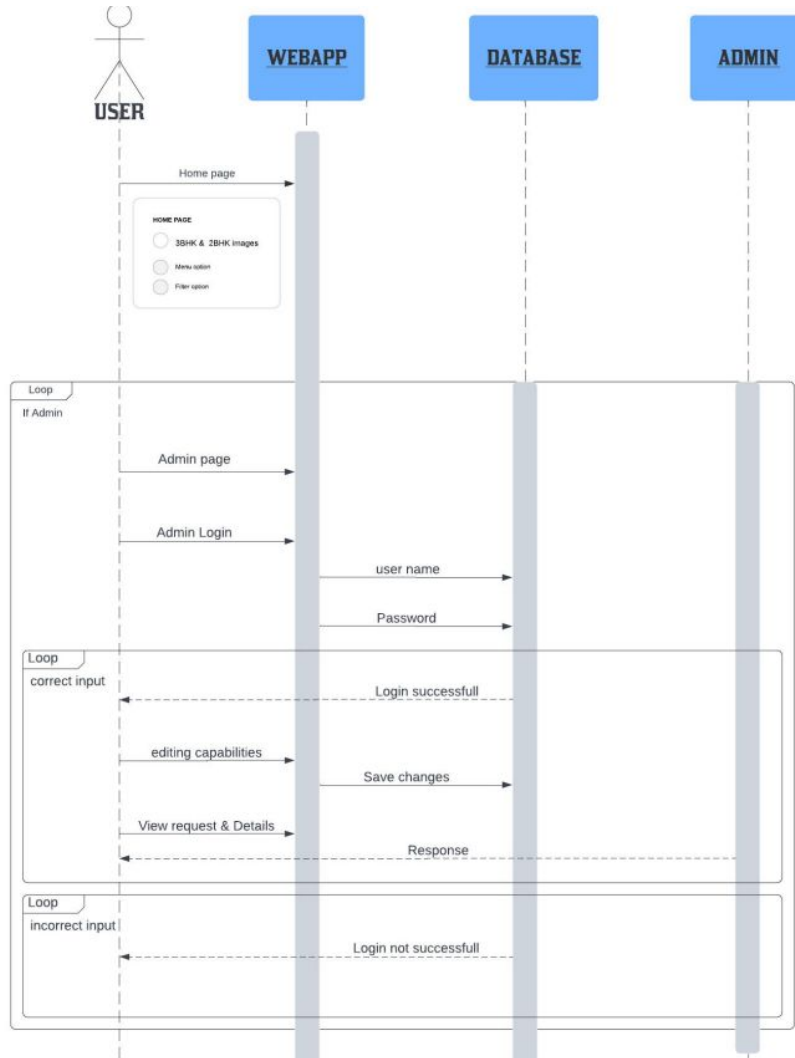 WEBAPP
DATABASE
ADMIN
USER
Home page
HOME PAGE
3BHK & 2BHK images
Menu option
Filter option
Loop
If Admin
Admin page
Admin Login
user name
Password
Loop
correct input
Login successfull
editing capabilities
Save changes
View request & Details
Response
Loop
incorrect input
Login not successfull